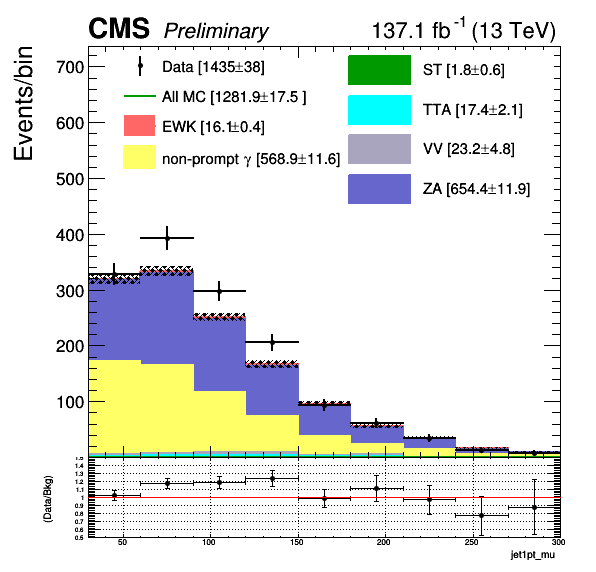 CMS Preliminary 137.1 fb⁻¹ (13 TeV)
Events/bin
700
600
500
400
300
200
100
Data [1435±38]
All MC [1281.9±17.5 ]
EWK [16.1±0.4]
non-prompt γ [568.9±11.6]
ST [1.8±0.6]
TTA [17.4±2.1]
VV [23.2±4.8]
ZA [654.4±11.9]
(Data/Bkg)
1.5
1.4
1.3
1.2
1.1
1
0.9
0.8
0.7
0.6
0.5
50 100 150 200 250 300
jet1pt_mu